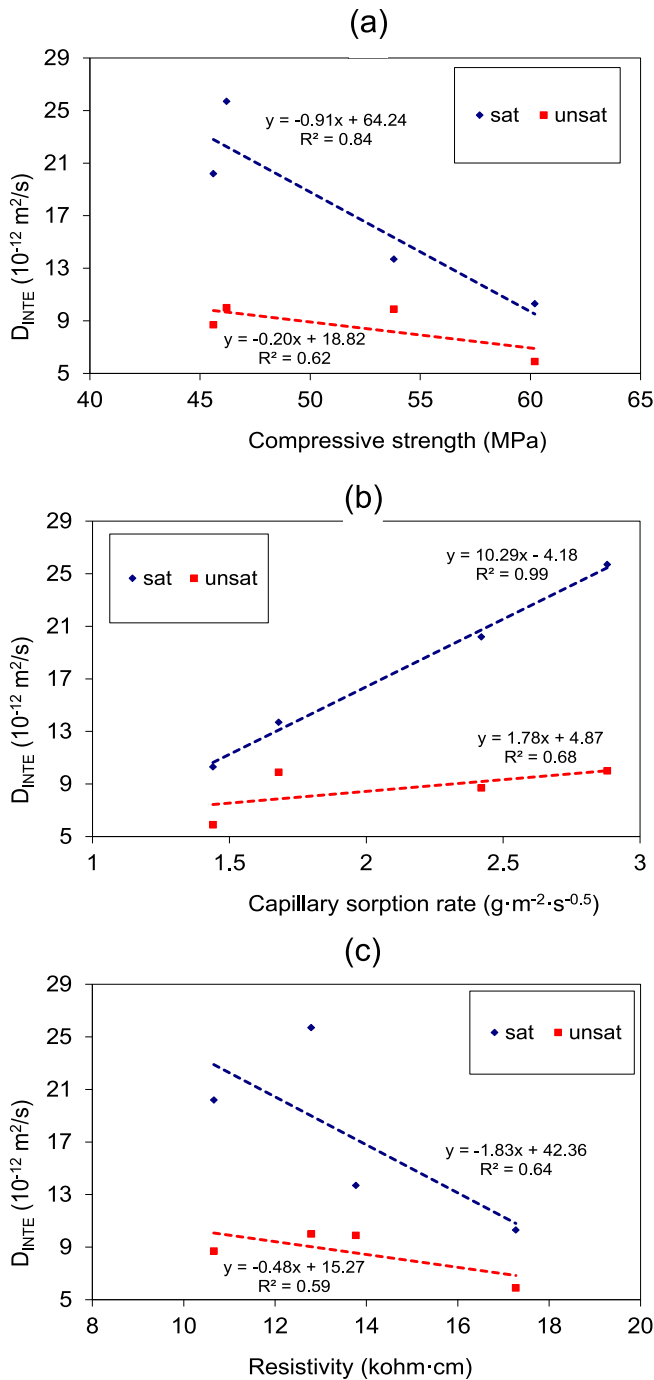 (a)
29
25
21
17
13
9
5
D_INTE (10⁻¹² m²/s)
sat unsat
y = -0.91x + 64.24
R² = 0.84
y = -0.20x + 18.82
R² = 0.62
40 45 50 55 60 65
Compressive strength (MPa)
(b)
29
25
21
17
13
9
5
D_INTE (10⁻¹² m²/s)
sat unsat
y = 10.29x - 4.18
R² = 0.99
y = 1.78x + 4.87
R² = 0.68
1 1.5 2 2.5 3
Capillary sorption rate (g·m⁻²·s⁻⁰·⁵)
(c)
29
25
21
17
13
9
5
D_INTE (10⁻¹² m²/s)
sat unsat
y = -1.83x + 42.36
R² = 0.64
y = -0.48x + 15.27
R² = 0.59
8 10 12 14 16 18 20
Resistivity (kohm·cm)